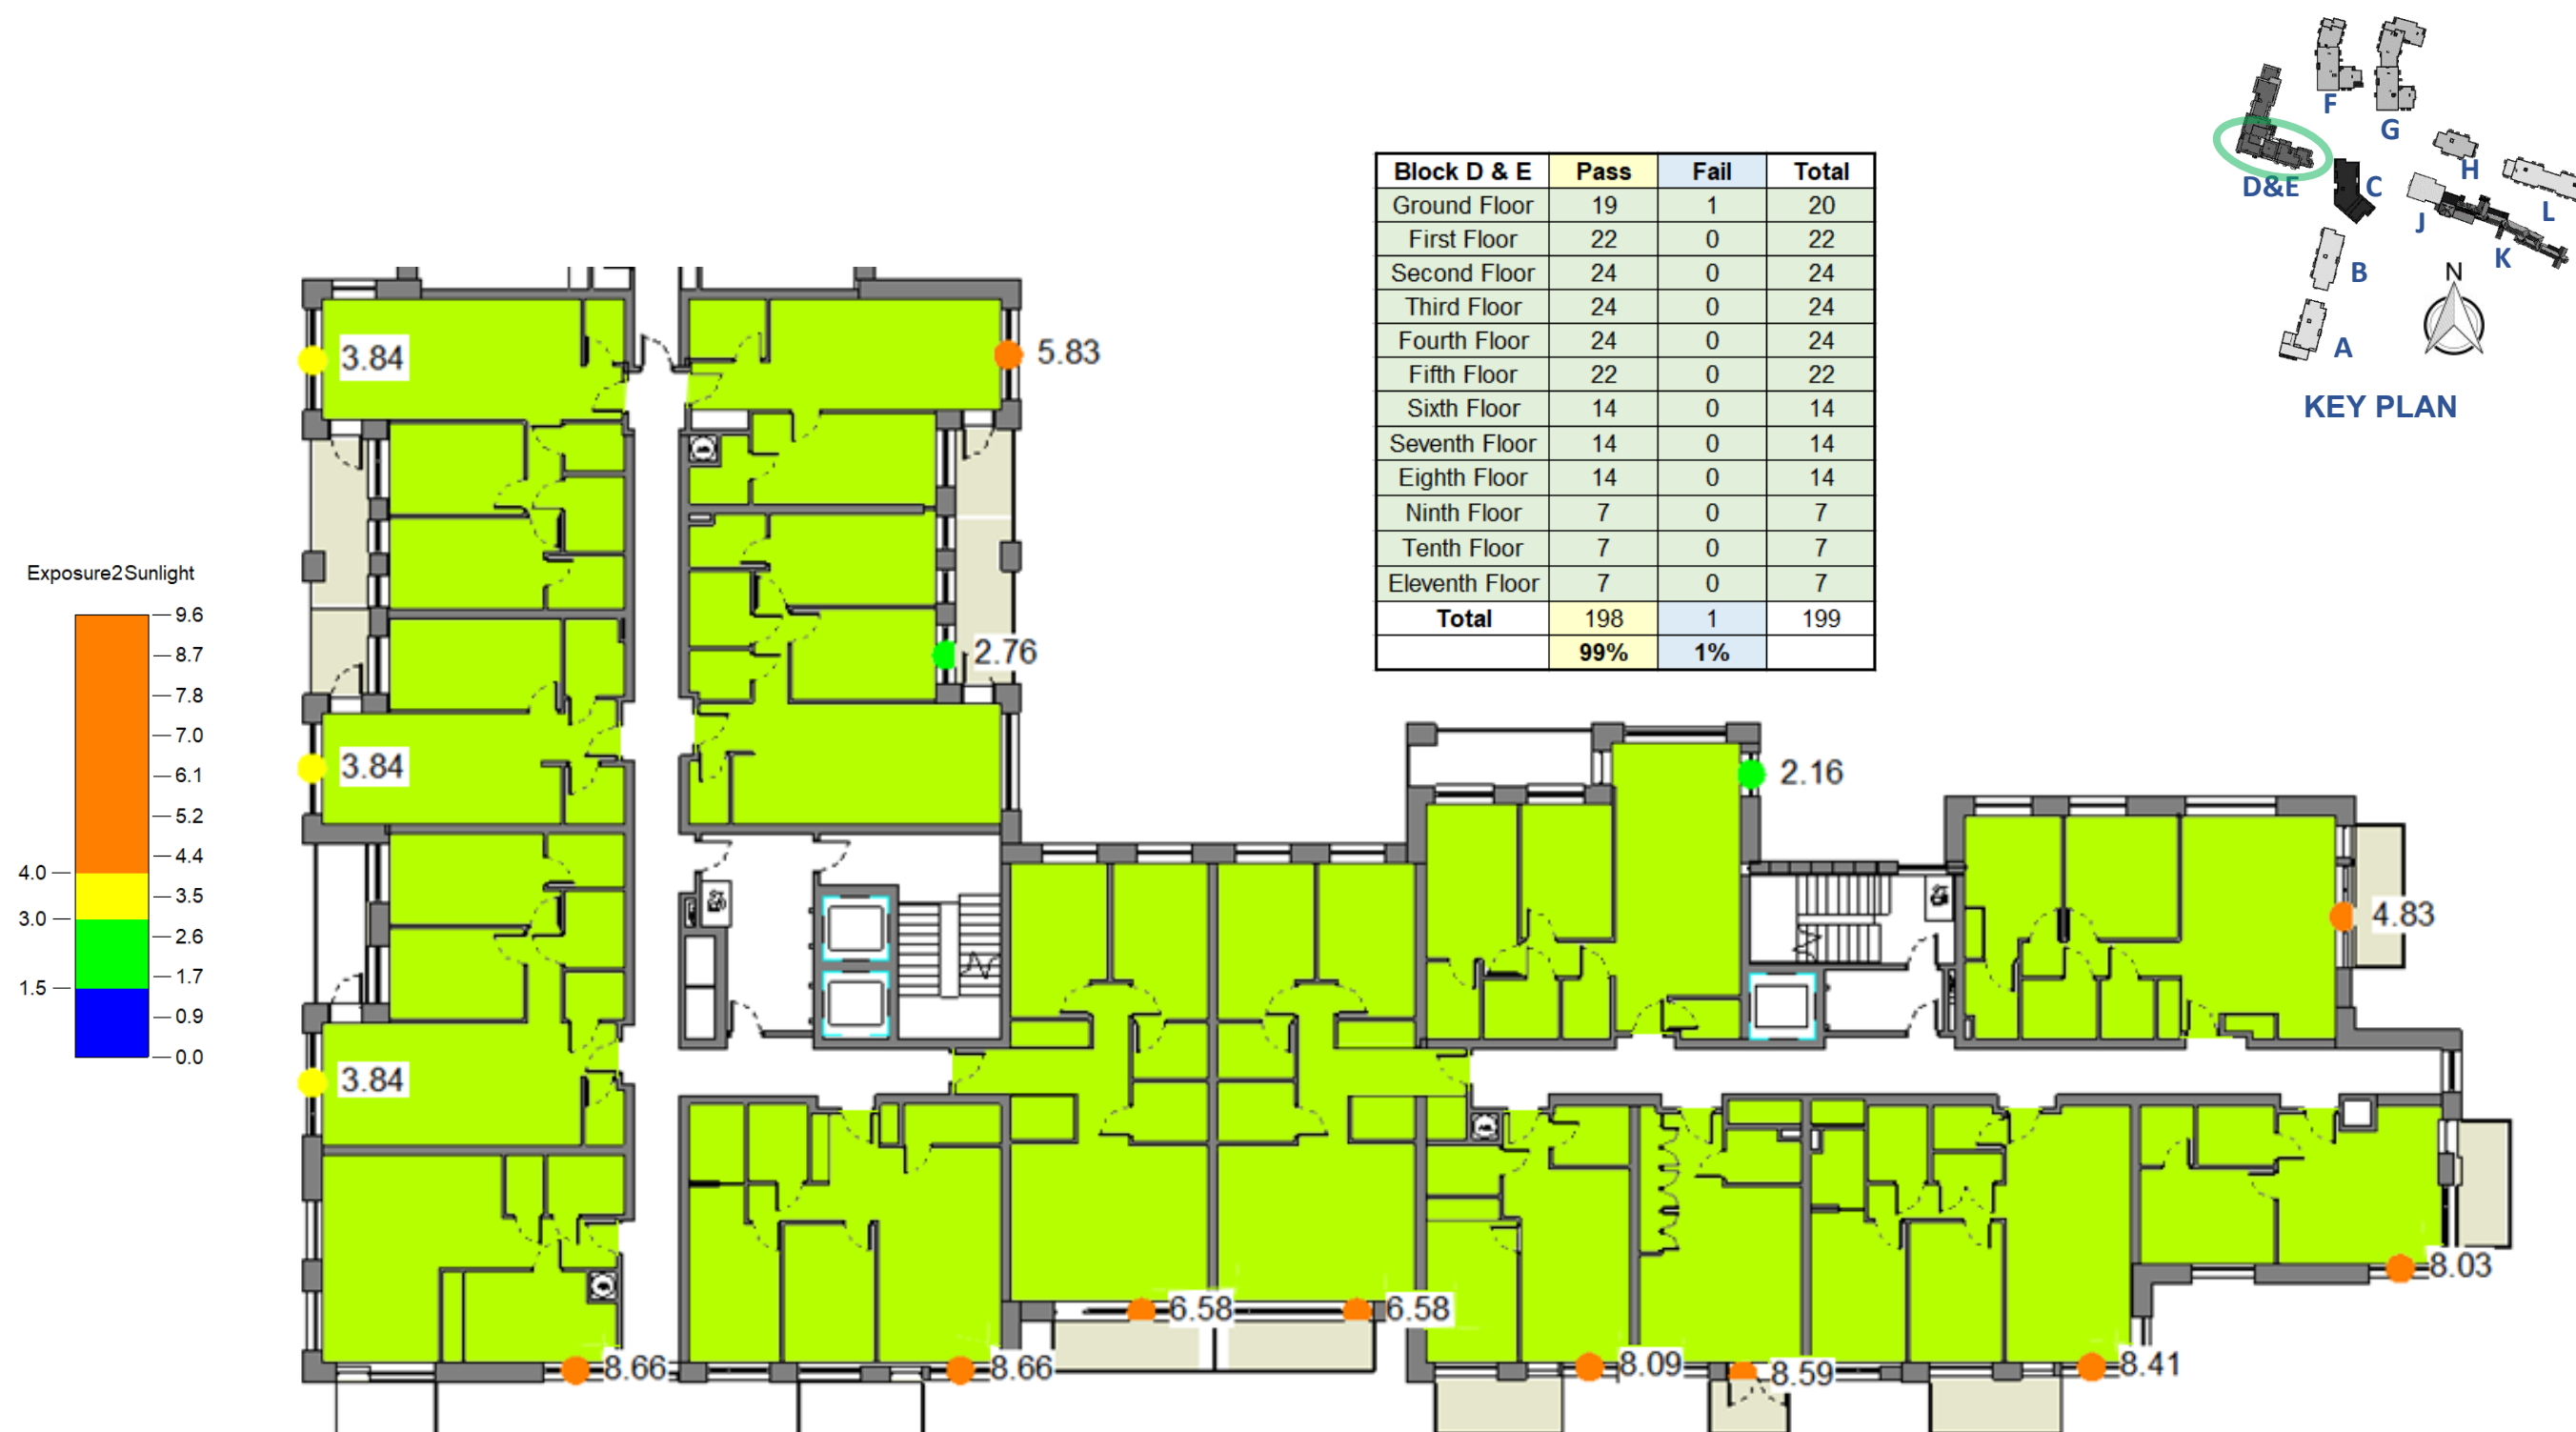 F
G
D&E
C
H
L
J
K
B
N
A
KEY PLAN
Block D & E Pass Fail Total
Ground Floor 19 1 20
First Floor 22 0 22
Second Floor 24 0 24
Third Floor 24 0 24
Fourth Floor 24 0 24
Fifth Floor 22 0 22
Sixth Floor 14 0 14
Seventh Floor 14 0 14
Eighth Floor 14 0 14
Ninth Floor 7 0 7
Tenth Floor 7 0 7
Eleventh Floor 7 0 7
Total 198 1 199
99% 1%
Exposure2Sunlight
9.6
8.7
7.8
7.0
6.1
5.2
4.4
4.0
3.5
3.0
2.6
1.7
1.5
0.9
0.0
3.84
5.83
2.76
3.84
2.16
4.83
3.84
8.03
6.58
6.58
8.66
8.66
8.09
8.59
8.41